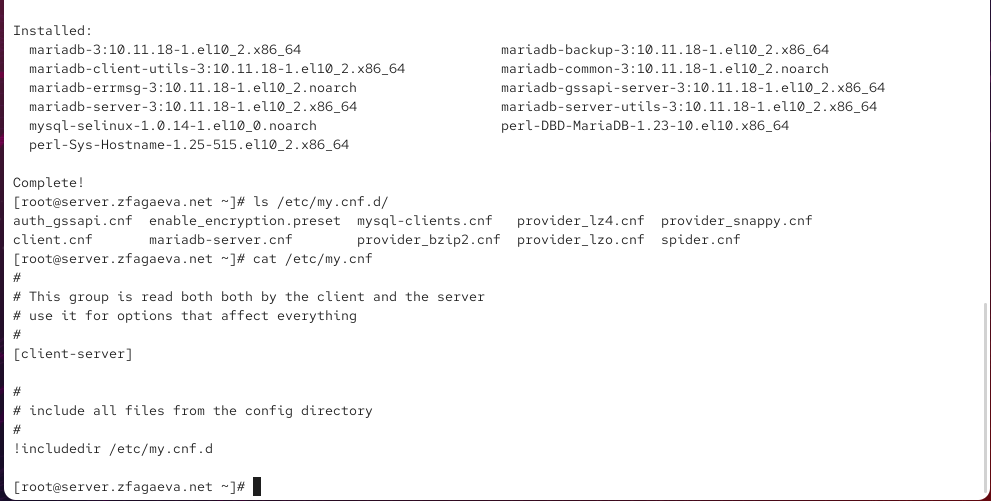 Installed:
  mariadb-3:10.11.18-1.el10_2.x86_64                         mariadb-backup-3:10.11.18-1.el10_2.x86_64
  mariadb-client-utils-3:10.11.18-1.el10_2.x86_64            mariadb-common-3:10.11.18-1.el10_2.noarch
  mariadb-errmsg-3:10.11.18-1.el10_2.noarch                  mariadb-gssapi-server-3:10.11.18-1.el10_2.x86_64
  mariadb-server-3:10.11.18-1.el10_2.x86_64                  mariadb-server-utils-3:10.11.18-1.el10_2.x86_64
  mysql-selinux-1.0.14-1.el10_0.noarch                       perl-DBD-MariaDB-1.23-10.el10.x86_64
  perl-Sys-Hostname-1.25-515.el10_2.x86_64

Complete!
[root@server.zfagaeva.net ~]# ls /etc/my.cnf.d/
auth_gssapi.cnf  enable_encryption.preset  mysql-clients.cnf   provider_lz4.cnf  provider_snappy.cnf
client.cnf       mariadb-server.cnf        provider_bzip2.cnf  provider_lzo.cnf  spider.cnf
[root@server.zfagaeva.net ~]# cat /etc/my.cnf
#
# This group is read both both by the client and the server
# use it for options that affect everything
#
[client-server]

#
# include all files from the config directory
#
!includedir /etc/my.cnf.d

[root@server.zfagaeva.net ~]#